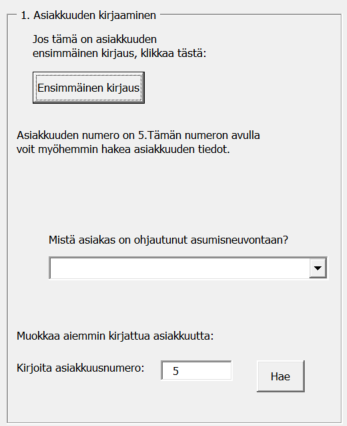 1. Asiakkuuden kirjaaminen
Jos tämä on asiakkuuden
ensimmäinen kirjaus, klikkaa tästä:
Ensimmäinen kirjaus
Asiakkuuden numero on 5.Tämän numeron avulla
voit myöhemmin hakea asiakkuuden tiedot.
Mistä asiakas on ohjautunut asumisneuvontaan?
Muokkaa aiemmin kirjattua asiakkuutta:
Kirjoita asiakkuusnumero: 5 Hae